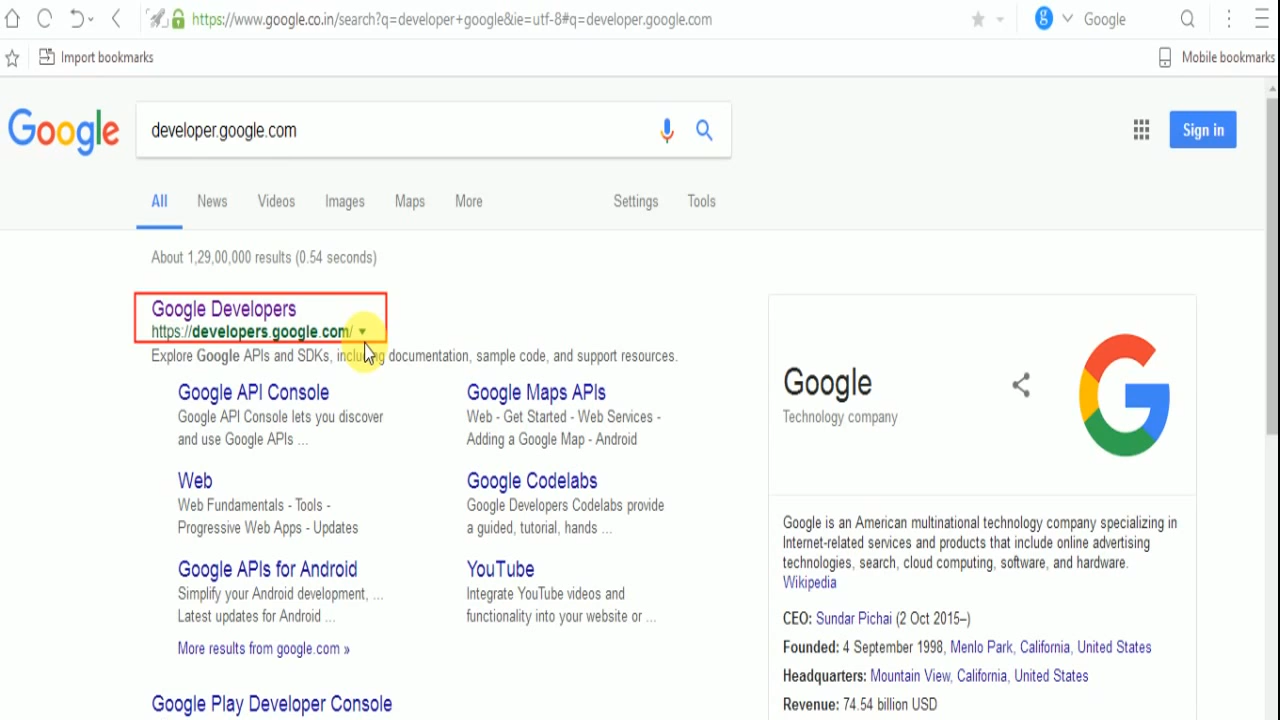 https://www.google.co.in/search?q=developer+google&ie=utf-8#q=developer.google.com
g Google
Import bookmarks
Mobile bookmarks
Google
developer.google.com
Sign in
All News Videos Images Maps More Settings Tools
About 1,29,00,000 results (0.54 seconds)
Google Developers
https://developers.google.com/
Explore Google APIs and SDKs, including documentation, sample code, and support resources.
Google API Console
Google API Console lets you discover
and use Google APIs ...
Google Maps APIs
Web - Get Started - Web Services -
Adding a Google Map - Android
Web
Web Fundamentals - Tools -
Progressive Web Apps - Updates
Google Codelabs
Google Developers Codelabs provide
a guided, tutorial, hands ...
Google APIs for Android
Simplify your Android development, ...
Latest updates for Android ...
YouTube
Integrate YouTube videos and
functionality into your website or ...
More results from google.com »
Google Play Developer Console
Google
Technology company
G
Google is an American multinational technology company specializing in
Internet-related services and products that include online advertising
technologies, search, cloud computing, software, and hardware.
Wikipedia
CEO: Sundar Pichai (2 Oct 2015–)
Founded: 4 September 1998, Menlo Park, California, United States
Headquarters: Mountain View, California, United States
Revenue: 74.54 billion USD